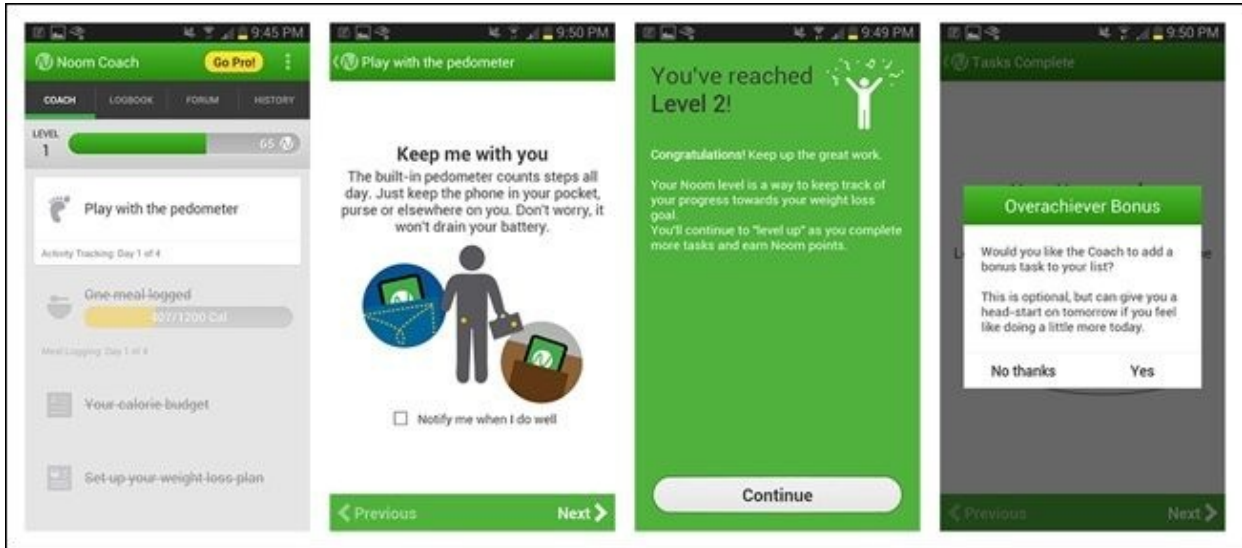 9:45 PM
Noom Coach
Go Pro!
COACH
LOGBOOK
FORUM
HISTORY
LEVEL
1
65
Play with the pedometer
Activity Tracking: Day 1 of 4
One meal logged
407/1200 Cal
Meal Logging: Day 1 of 4
Your calorie budget
Set up your weight loss plan
9:50 PM
Play with the pedometer
Keep me with you
The built-in pedometer counts steps all
day. Just keep the phone in your pocket,
purse or elsewhere on you. Don't worry, it
won't drain your battery.
Notify me when I do well
Previous
Next
9:49 PM
You've reached
Level 2!
Congratulations! Keep up the great work.
Your Noom level is a way to keep track of
your progress towards your weight loss
goal.
You'll continue to "level up" as you complete
more tasks and earn Noom points.
Continue
9:50 PM
Tasks Complete
Overachiever Bonus
Would you like the Coach to add a
bonus task to your list?
This is optional, but can give you a
head-start on tomorrow if you feel
like doing a little more today.
No thanks
Yes
Previous
Next